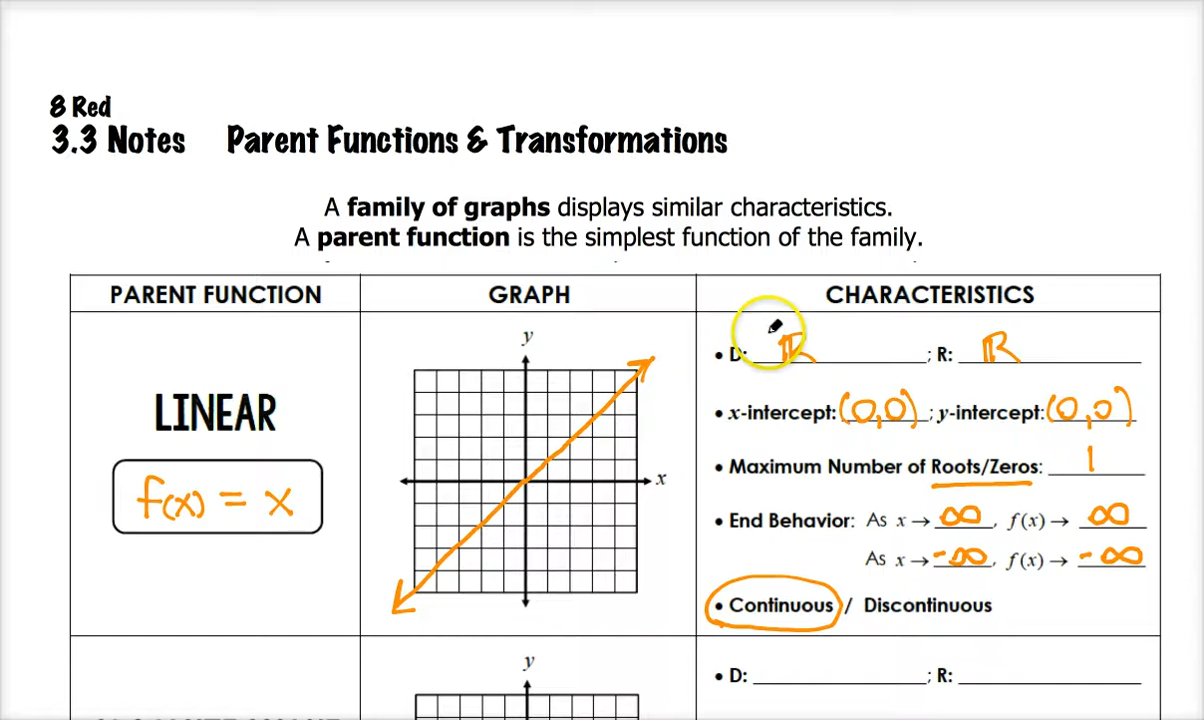 8 Red
3.3 Notes Parent Functions & Transformations
A family of graphs displays similar characteristics.
A parent function is the simplest function of the family.
PARENT FUNCTION GRAPH CHARACTERISTICS
LINEAR
f(x) = x
y
x
• D: ℝ ; R: ℝ
• x-intercept: (0,0) ; y-intercept: (0,0)
• Maximum Number of Roots/Zeros: 1
• End Behavior: As x → ∞, f(x) → ∞
As x → -∞, f(x) → -∞
• Continuous / Discontinuous
y
• D: ; R: